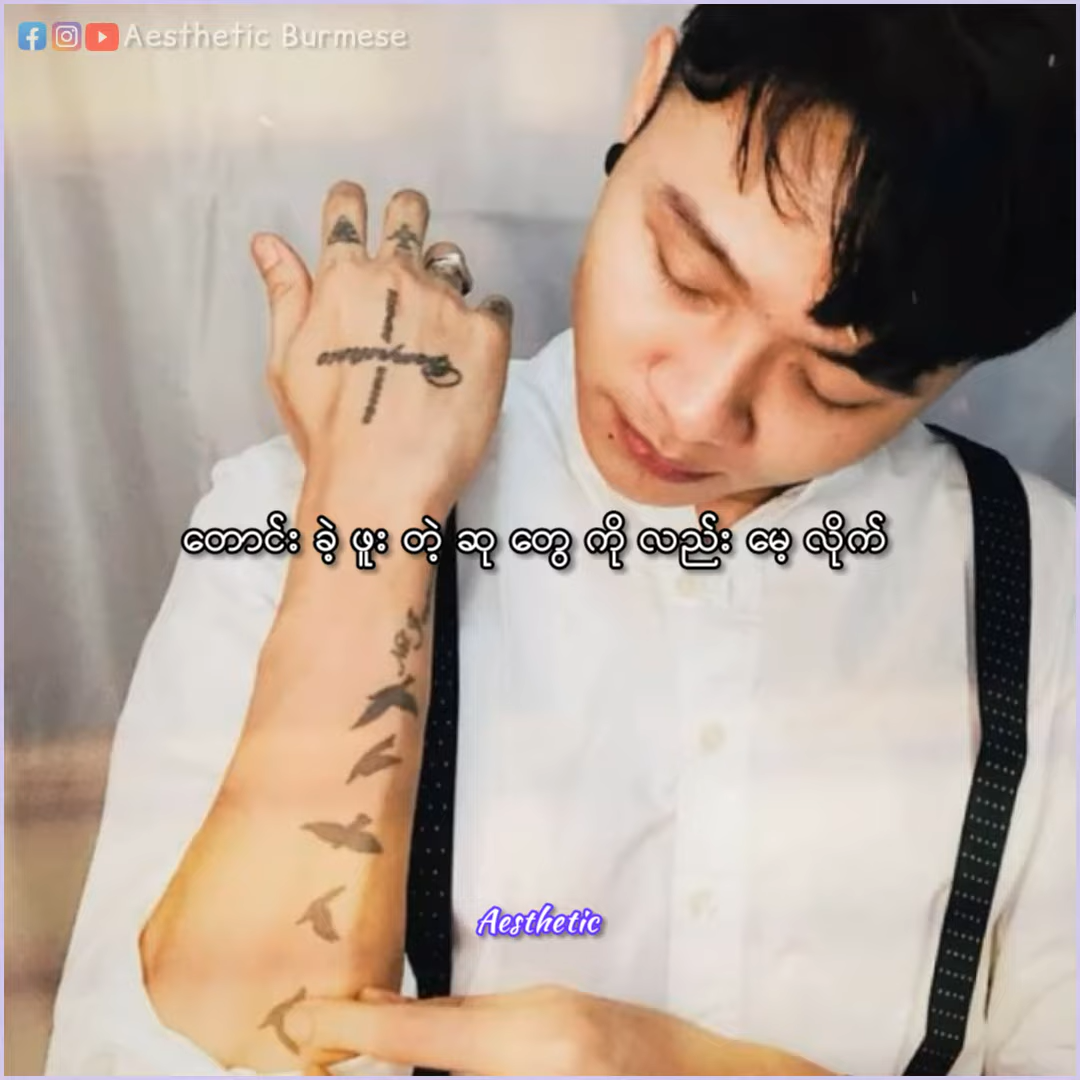 Aesthetic Burmese
တောင်း ခဲ့ ဖူး တဲ့ ဆု တွေ ကို လည်း မေ့ လိုက်
Aesthetic